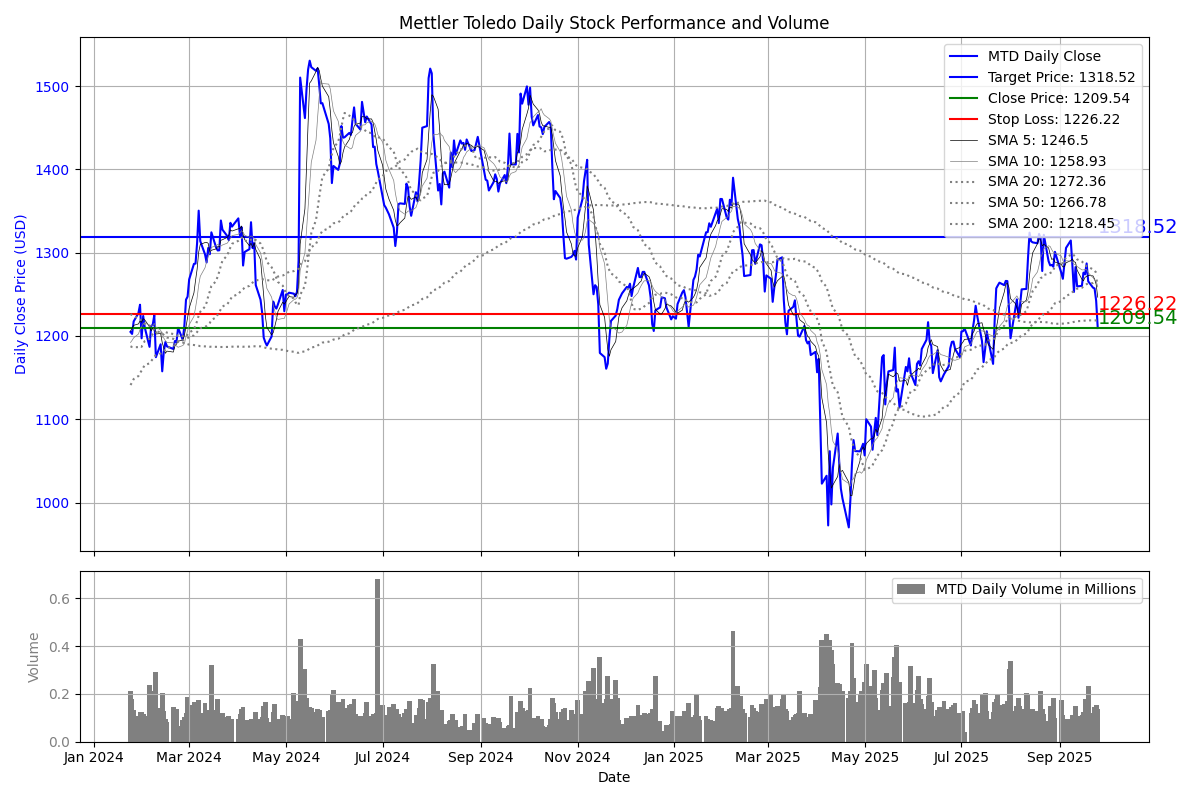 Mettler Toledo Daily Stock Performance and Volume
MTD Daily Close
Target Price: 1318.52
Close Price: 1209.54
Stop Loss: 1226.22
SMA 5: 1246.5
SMA 10: 1258.93
SMA 20: 1272.36
SMA 50: 1266.78
SMA 200: 1218.45
1318.52
1226.22
1209.54
Daily Close Price (USD)
1500
1400
1300
1200
1100
1000
MTD Daily Volume in Millions
Volume
0.6
0.4
0.2
0.0
Jan 2024 Mar 2024 May 2024 Jul 2024 Sep 2024 Nov 2024 Jan 2025 Mar 2025 May 2025 Jul 2025 Sep 2025
Date